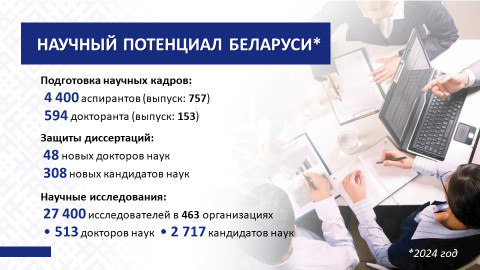 НАУЧНЫЙ ПОТЕНЦИАЛ БЕЛАРУСИ*
Подготовка научных кадров:
4 400 аспирантов (выпуск: 757)
594 докторанта (выпуск: 153)
Защиты диссертаций:
48 новых докторов наук
308 новых кандидатов наук
Научные исследования:
27 400 исследователей в 463 организациях
• 513 докторов наук • 2 717 кандидатов наук
*2024 год